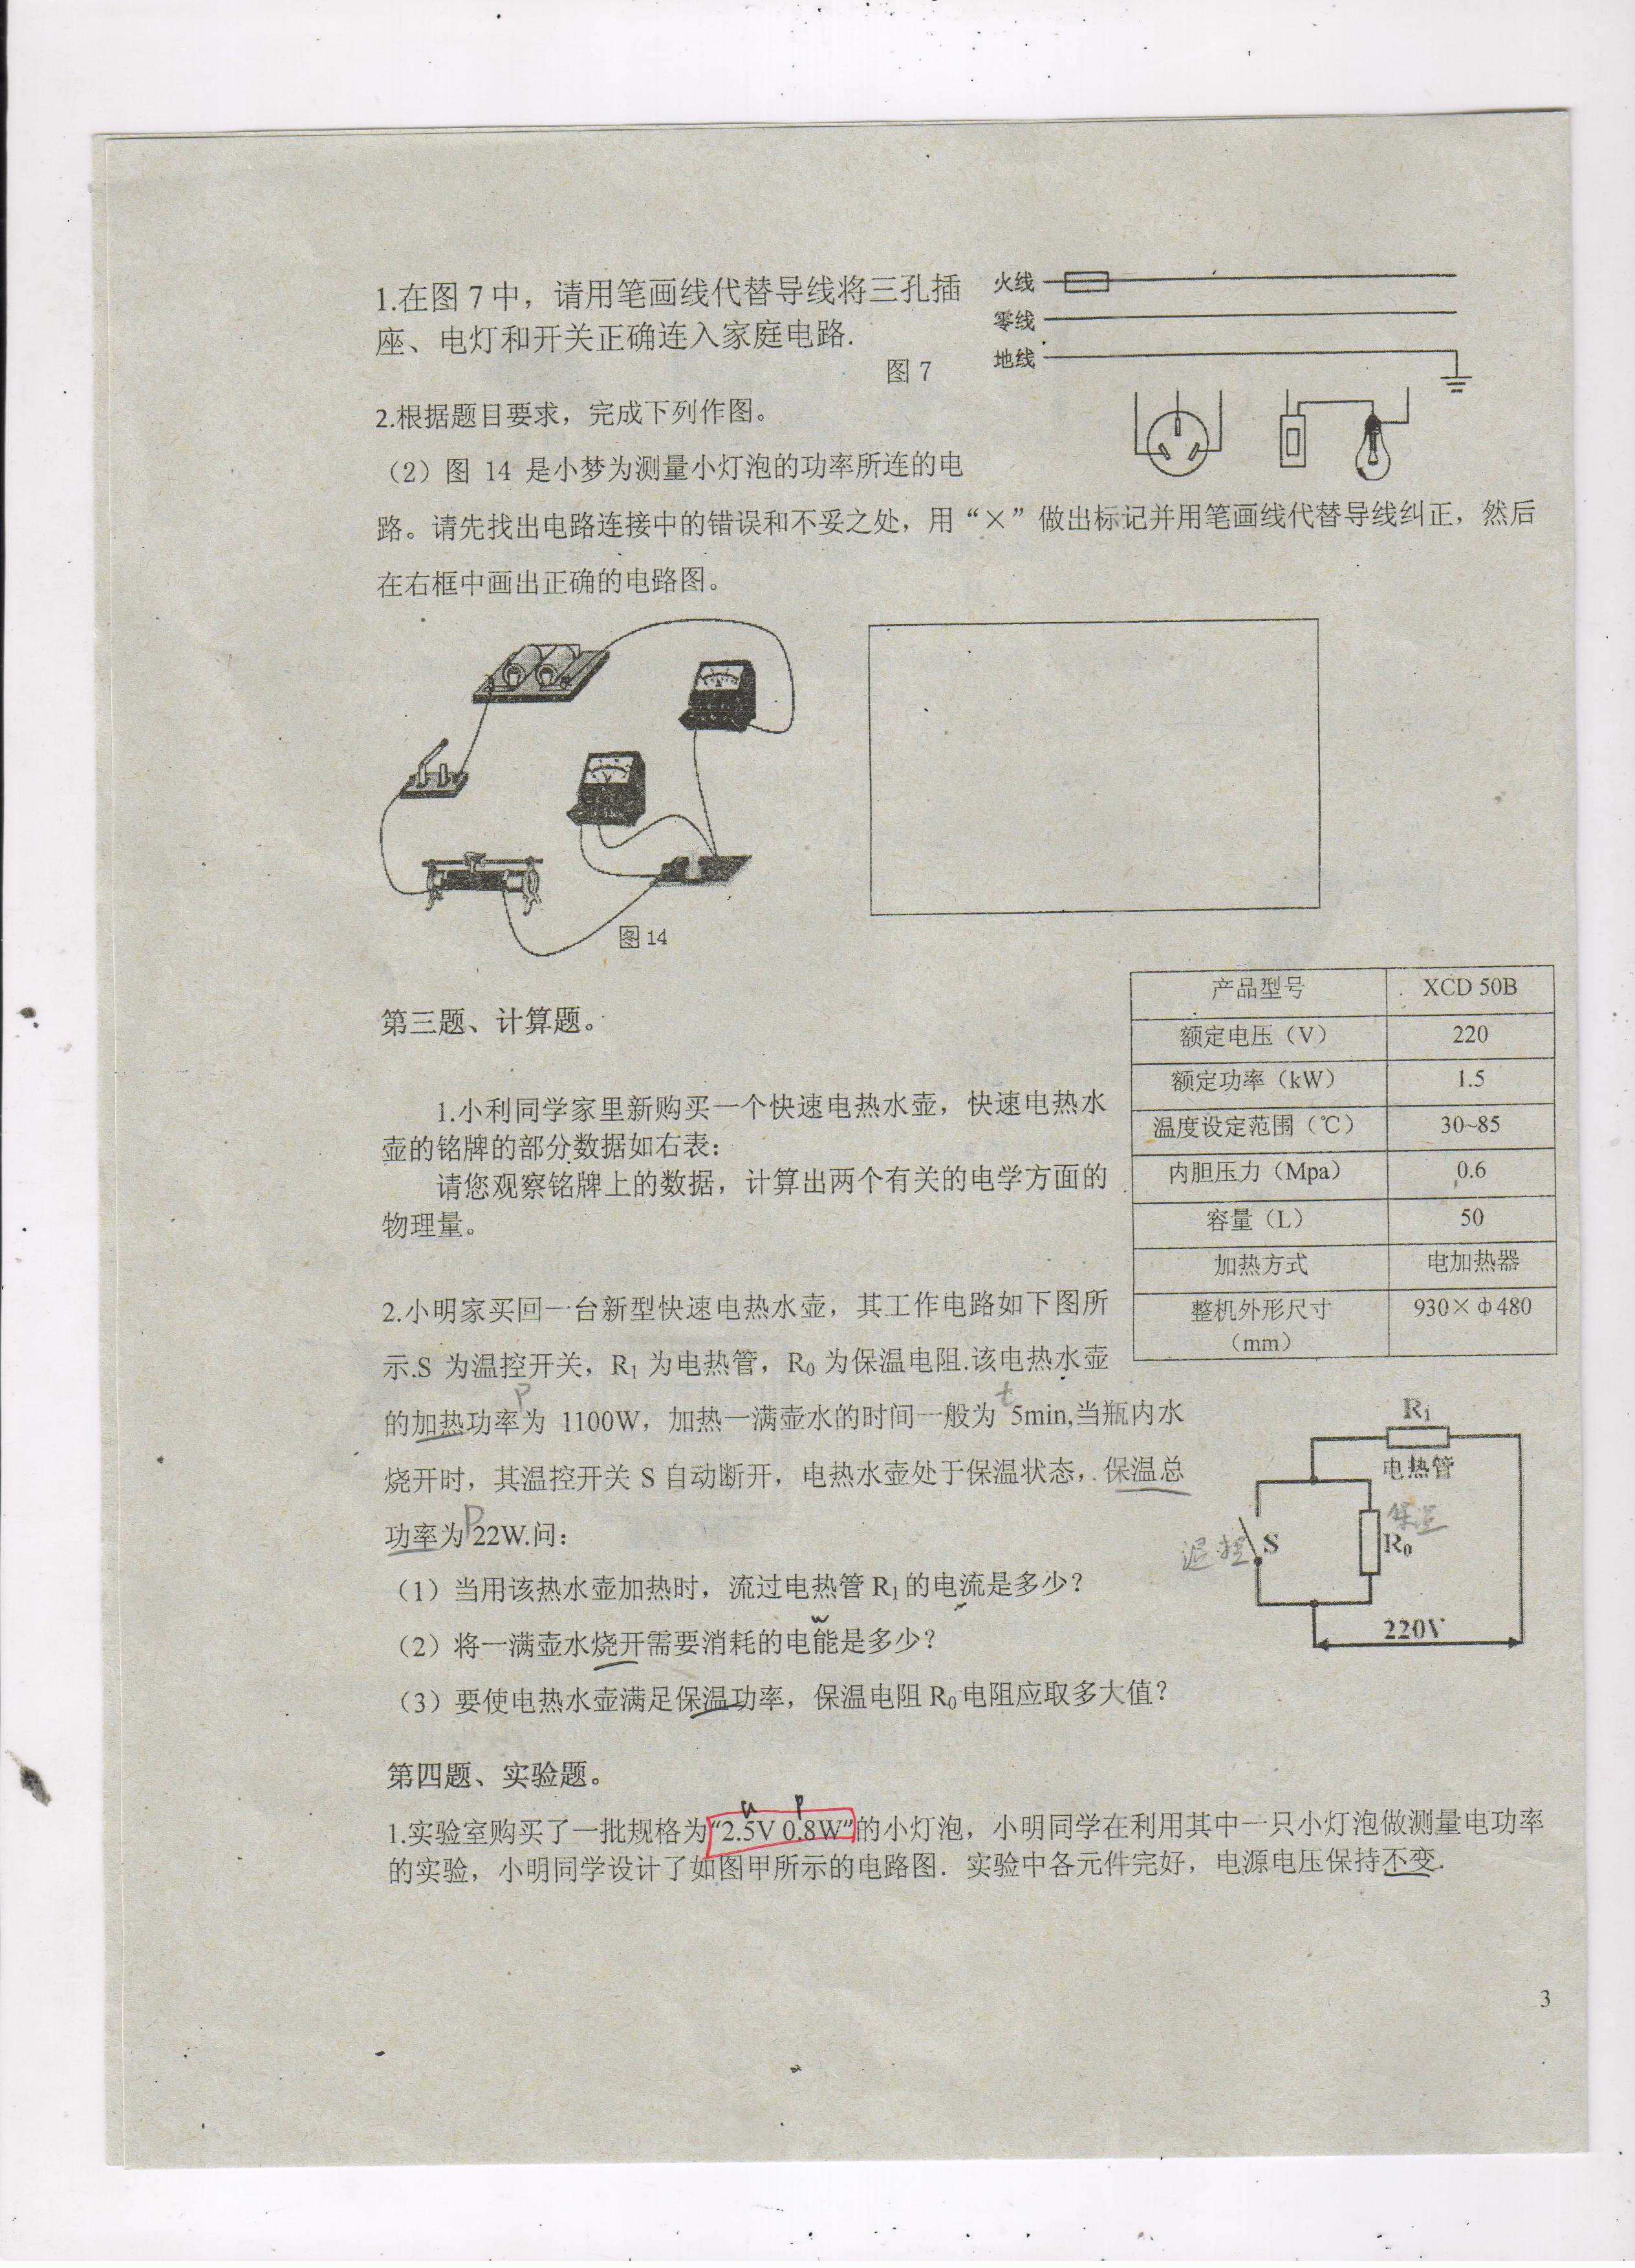 1.在图 7 中，请用笔画线代替导线将三孔插
座、电灯和开关正确连入家庭电路.
图 7
火线
零线
地线
2.根据题目要求，完成下列作图。
（2）图 14 是小梦为测量小灯泡的功率所连的电
路。请先找出电路连接中的错误和不妥之处，用“×”做出标记并用笔画线代替导线纠正，然后
在右框中画出正确的电路图。
A
V
图 14
第三题、计算题。
1.小利同学家里新购买一个快速电热水壶，快速电热水
壶的铭牌的部分数据如右表：
请您观察铭牌上的数据，计算出两个有关的电学方面的
物理量。
产品型号 XCD 50B
额定电压（V） 220
额定功率（kW） 1.5
温度设定范围（℃） 30~85
内胆压力（Mpa） 0.6
容量（L） 50
加热方式 电加热器
整机外形尺寸 930×φ480
（mm）
2.小明家买回一台新型快速电热水壶，其工作电路如下图所
示.S 为温控开关，R₁ 为电热管，R₀ 为保温电阻.该电热水壶
P t
的加热功率为 1100W，加热一满壶水的时间一般为 5min,当瓶内水
烧开时，其温控开关 S 自动断开，电热水壶处于保温状态，保温总
P
功率为 22W.问：
（1）当用该热水壶加热时，流过电热管 R₁ 的电流是多少？
w
（2）将一满壶水烧开需要消耗的电能是多少？
（3）要使电热水壶满足保温功率，保温电阻 R₀ 电阻应取多大值？
R₁
电热管
保温
温控 S R₀
220V
第四题、实验题。
u P
1.实验室购买了一批规格为“2.5V 0.8W”的小灯泡，小明同学在利用其中一只小灯泡做测量电功率
的实验，小明同学设计了如图甲所示的电路图．实验中各元件完好，电源电压保持不变.
3